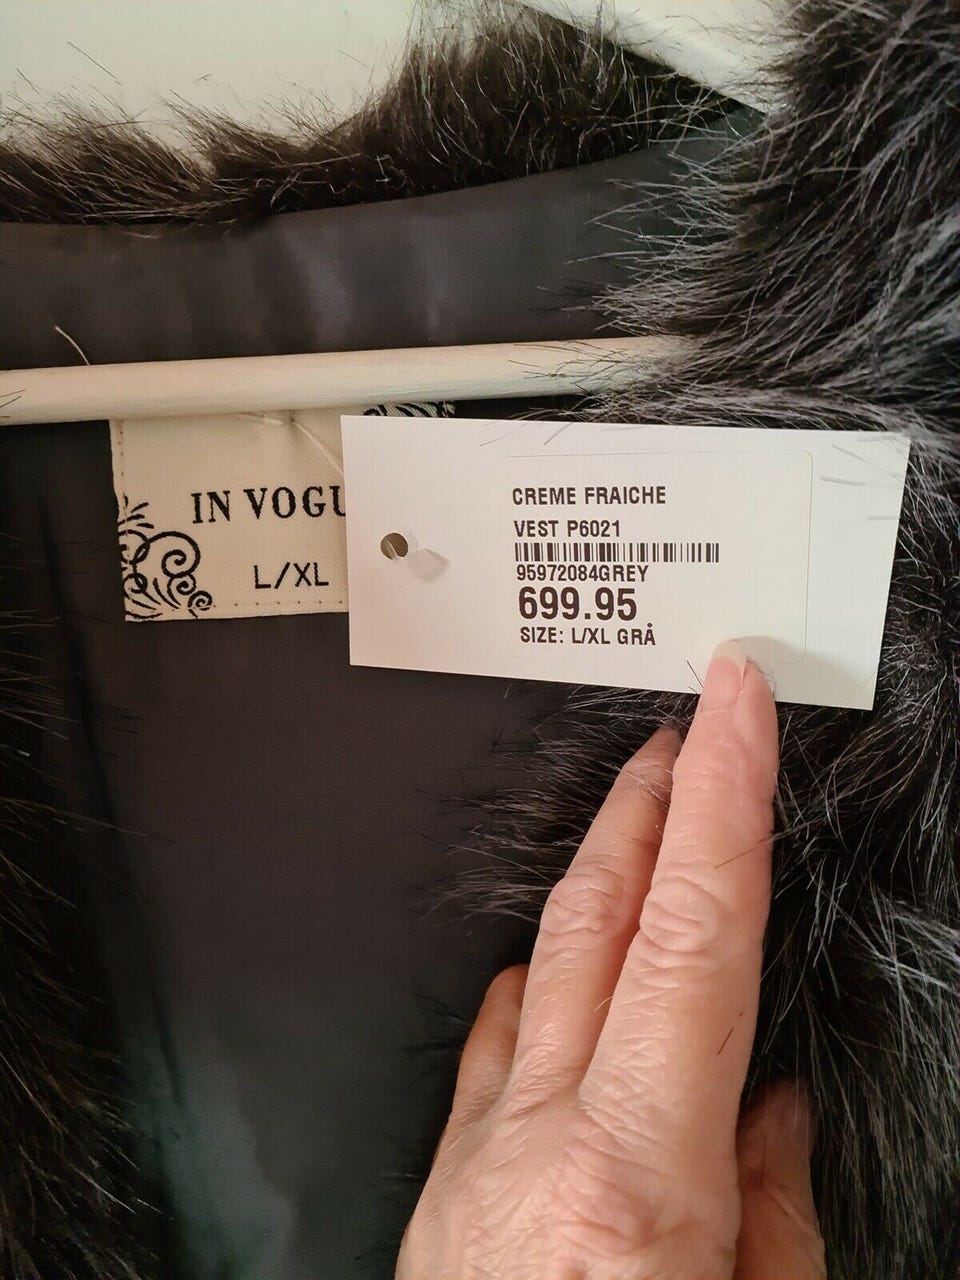 IN VOGU
L/XL
CREME FRAICHE
VEST P6021
95972084GREY
699.95
SIZE: L/XL GRÅ